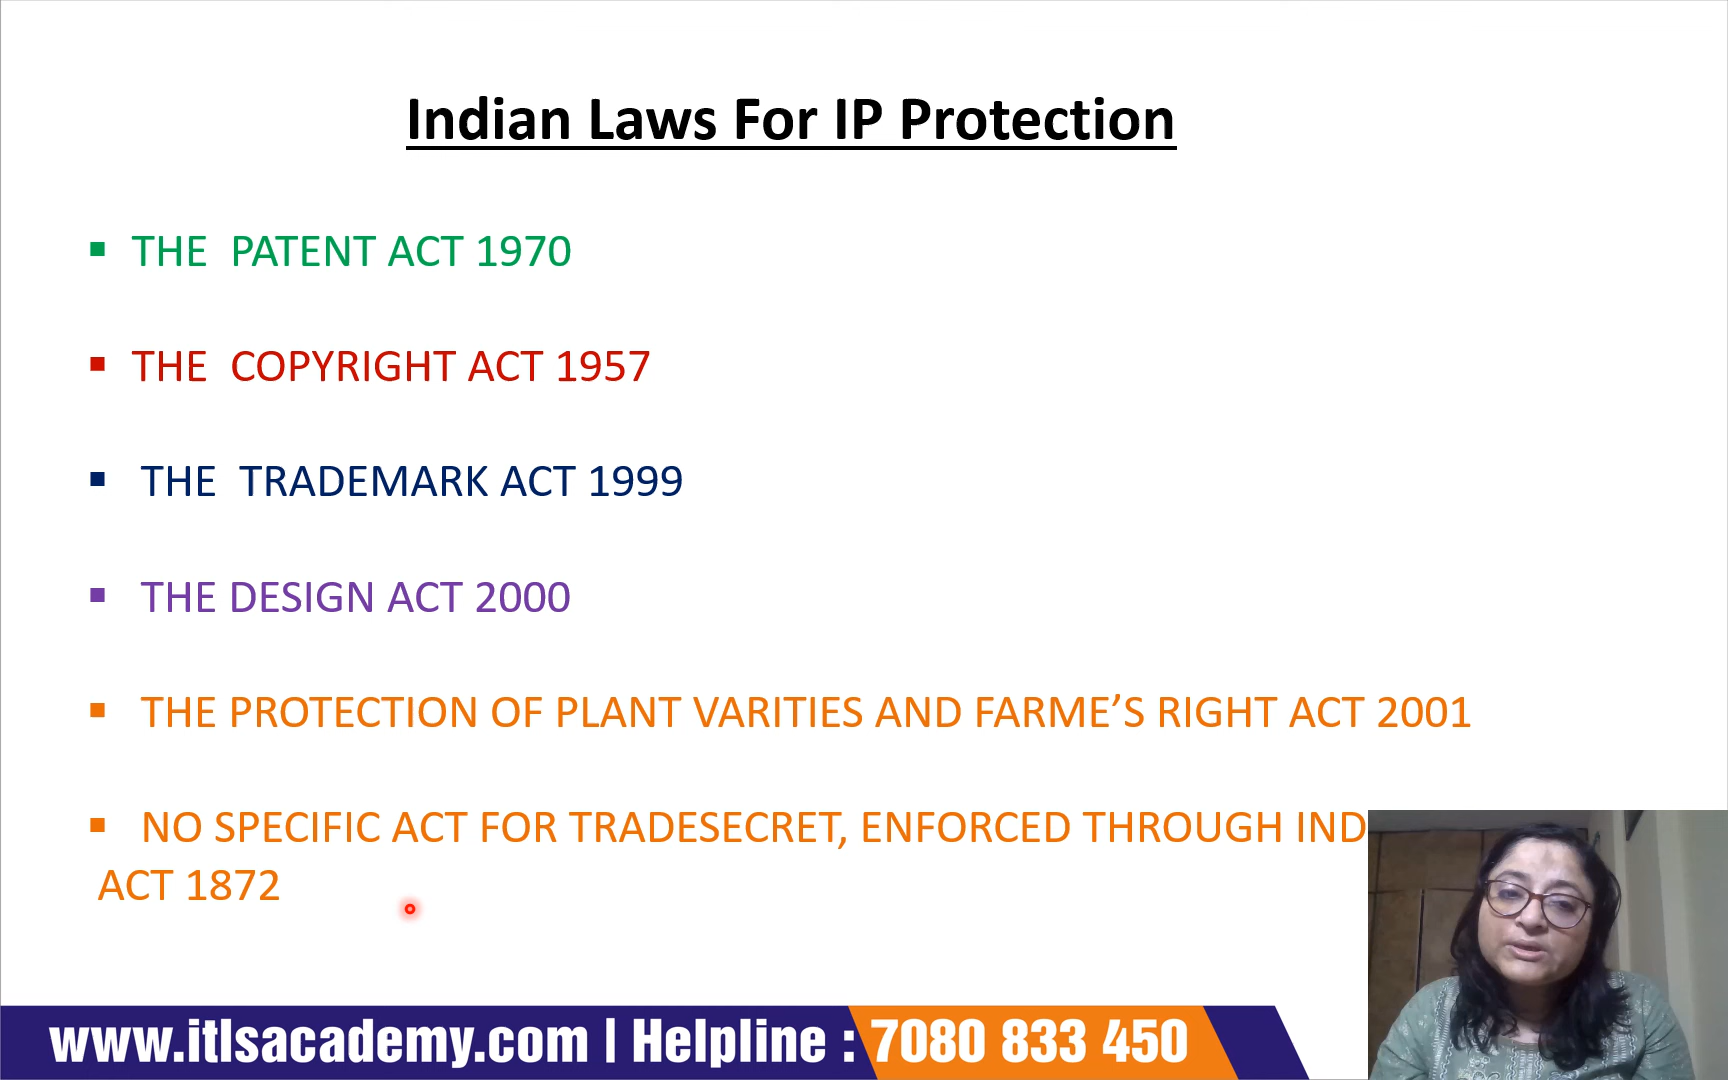 Indian Laws For IP Protection
THE PATENT ACT 1970
THE COPYRIGHT ACT 1957
THE TRADEMARK ACT 1999
THE DESIGN ACT 2000
THE PROTECTION OF PLANT VARITIES AND FARME’S RIGHT ACT 2001
NO SPECIFIC ACT FOR TRADESECRET, ENFORCED THROUGH IND
ACT 1872
www.itlsacademy.com | Helpline : 7080 833 450